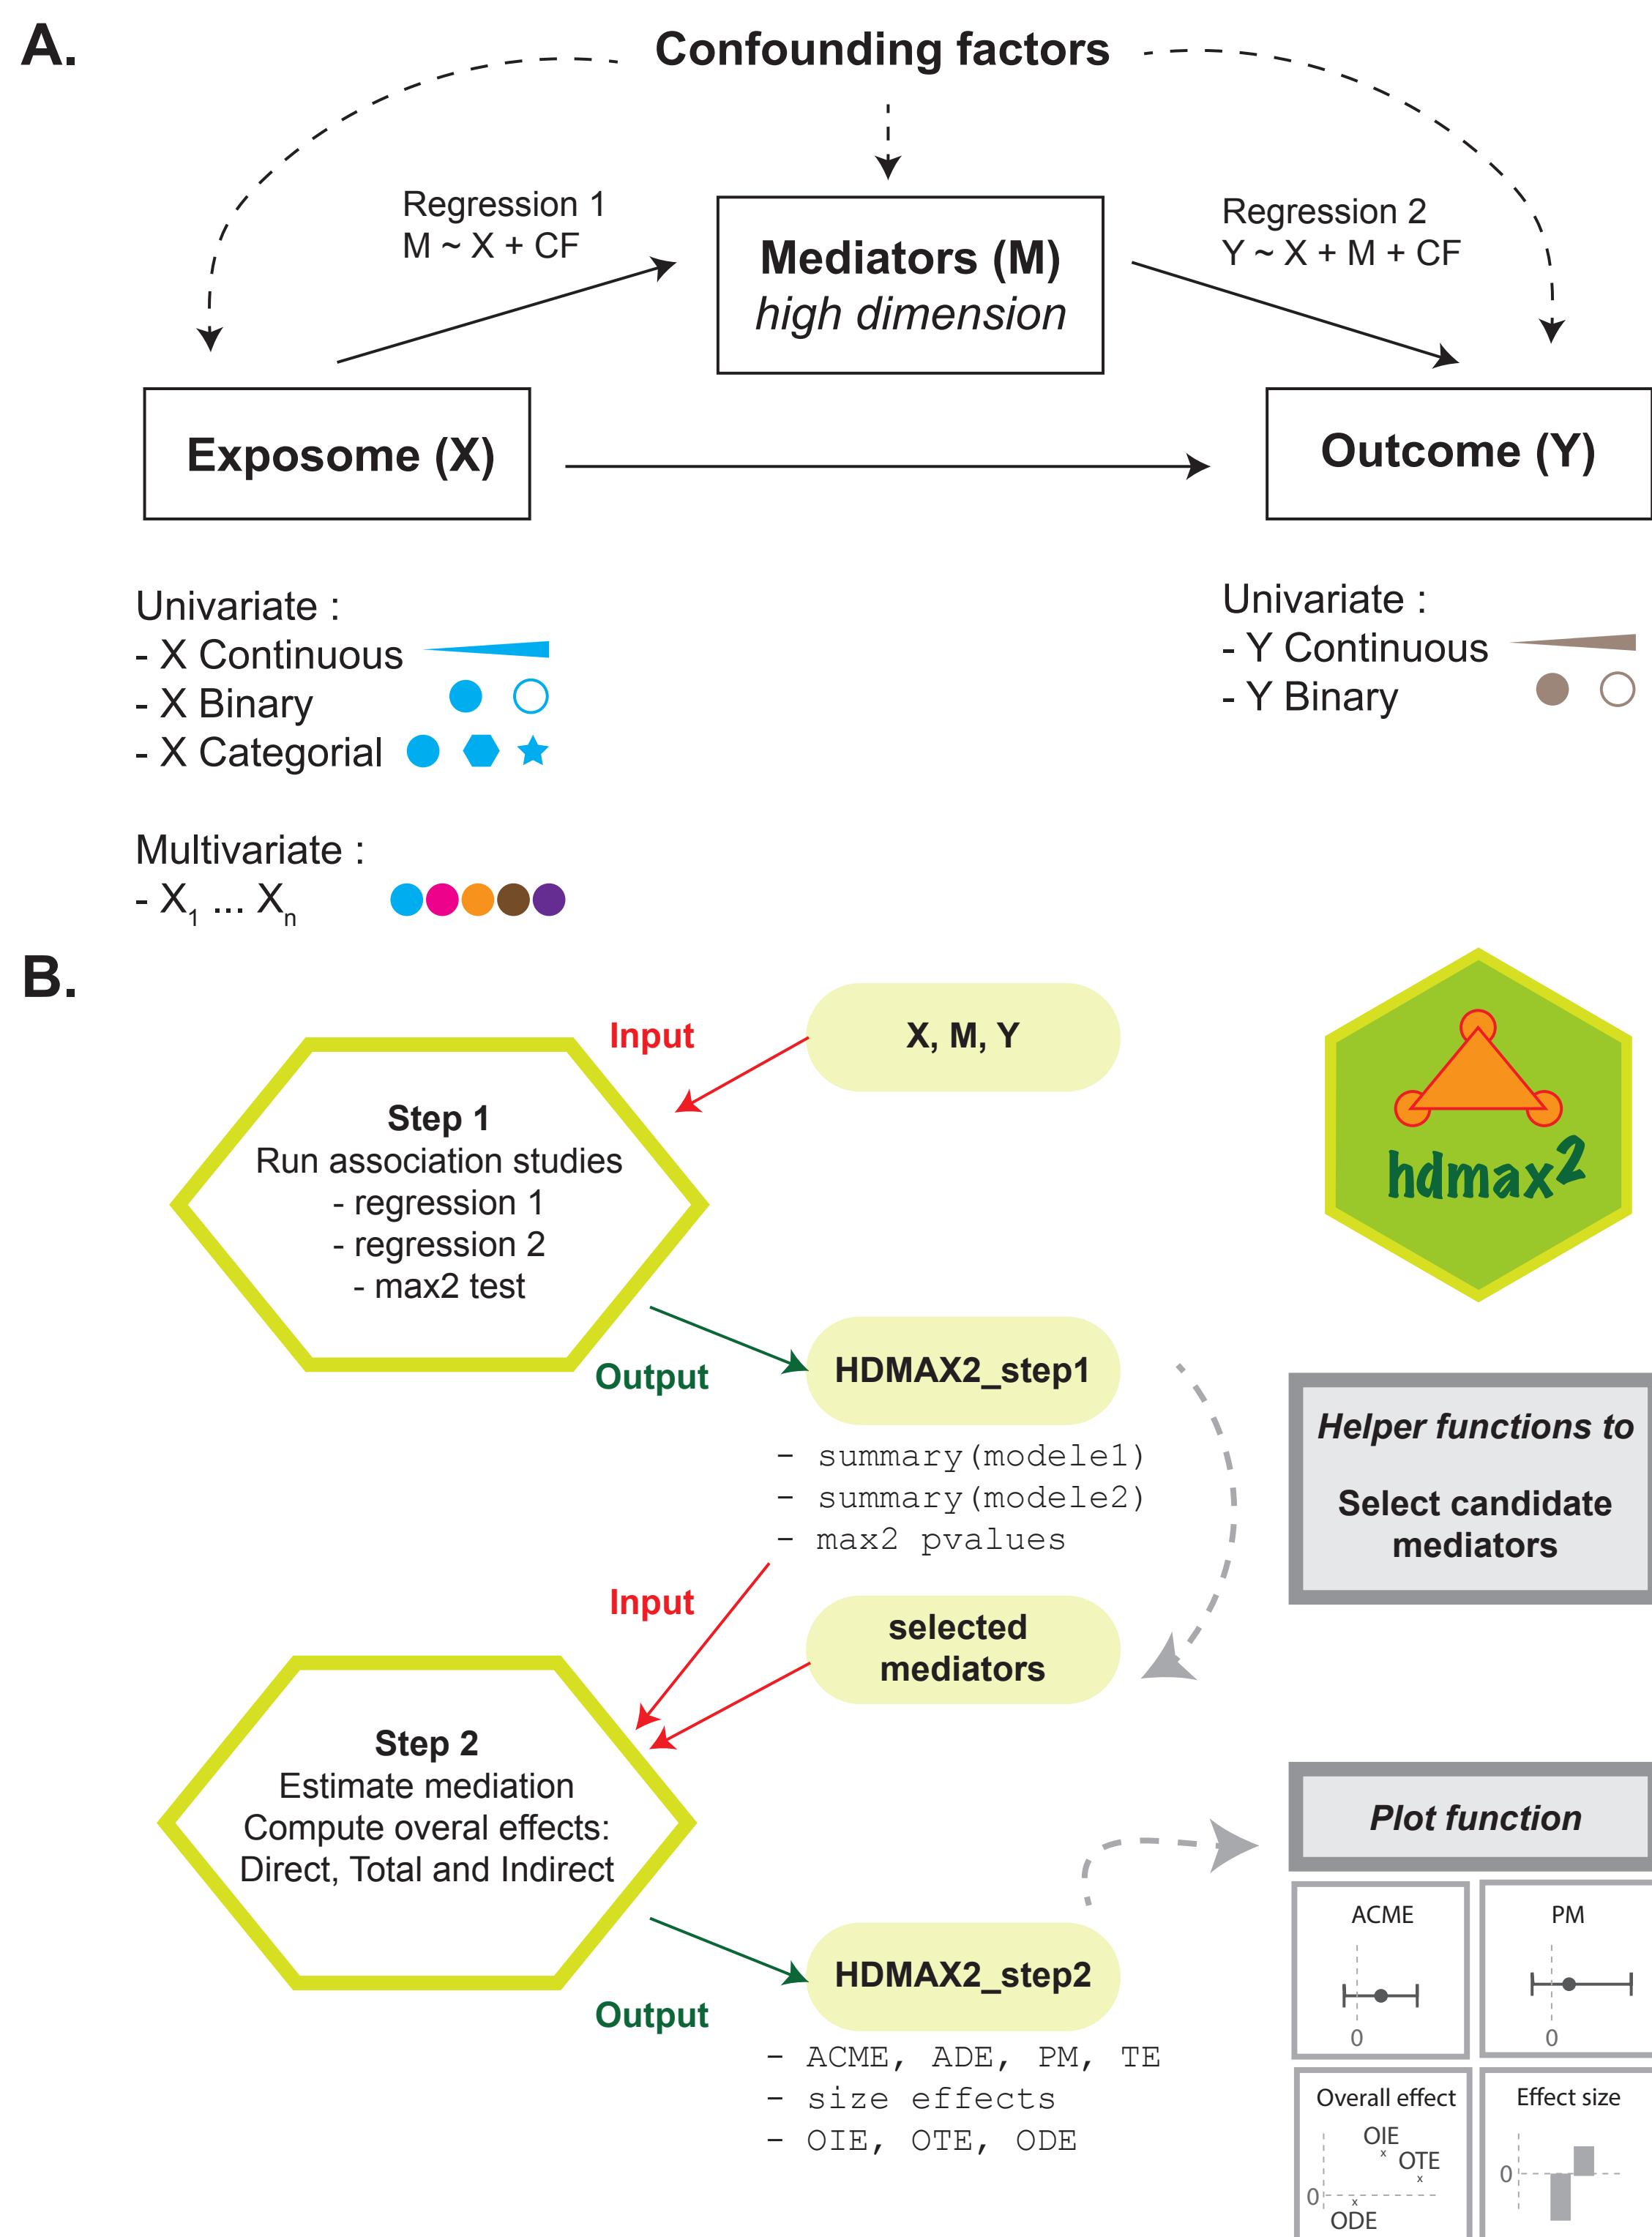 A.
Confounding factors
Regression 1
M ~ X + CF
Mediators (M)
high dimension
Regression 2
Y ~ X + M + CF
Exposome (X)
Outcome (Y)
Univariate :
- X Continuous
- X Binary
- X Categorial
Multivariate :
- X1 ... Xn
Univariate :
- Y Continuous
- Y Binary
B.
Input
X, M, Y
Step 1
Run association studies
- regression 1
- regression 2
- max2 test
hdmax2
Output
HDMAX2_step1
- summary(modele1)
- summary(modele2)
- max2 pvalues
Helper functions to
Select candidate
mediators
Input
selected
mediators
Step 2
Estimate mediation
Compute overal effects:
Direct, Total and Indirect
Plot function
Output
HDMAX2_step2
- ACME, ADE, PM, TE
- size effects
- OIE, OTE, ODE
ACME
0
PM
0
Overall effect
OIE
x
OTE
x
0
x
ODE
Effect size
0